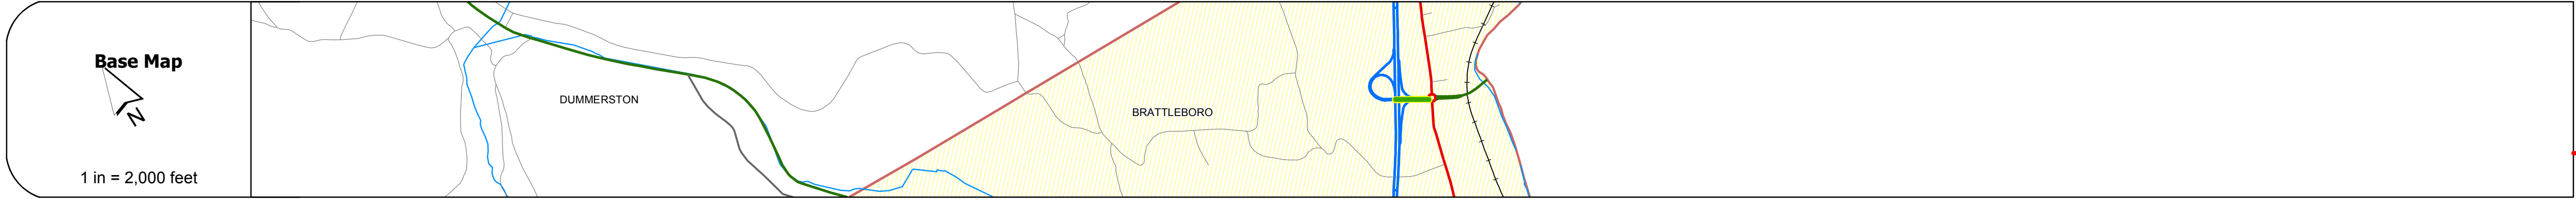 Base Map
N
1 in = 2,000 feet
DUMMERSTON
BRATTLEBORO